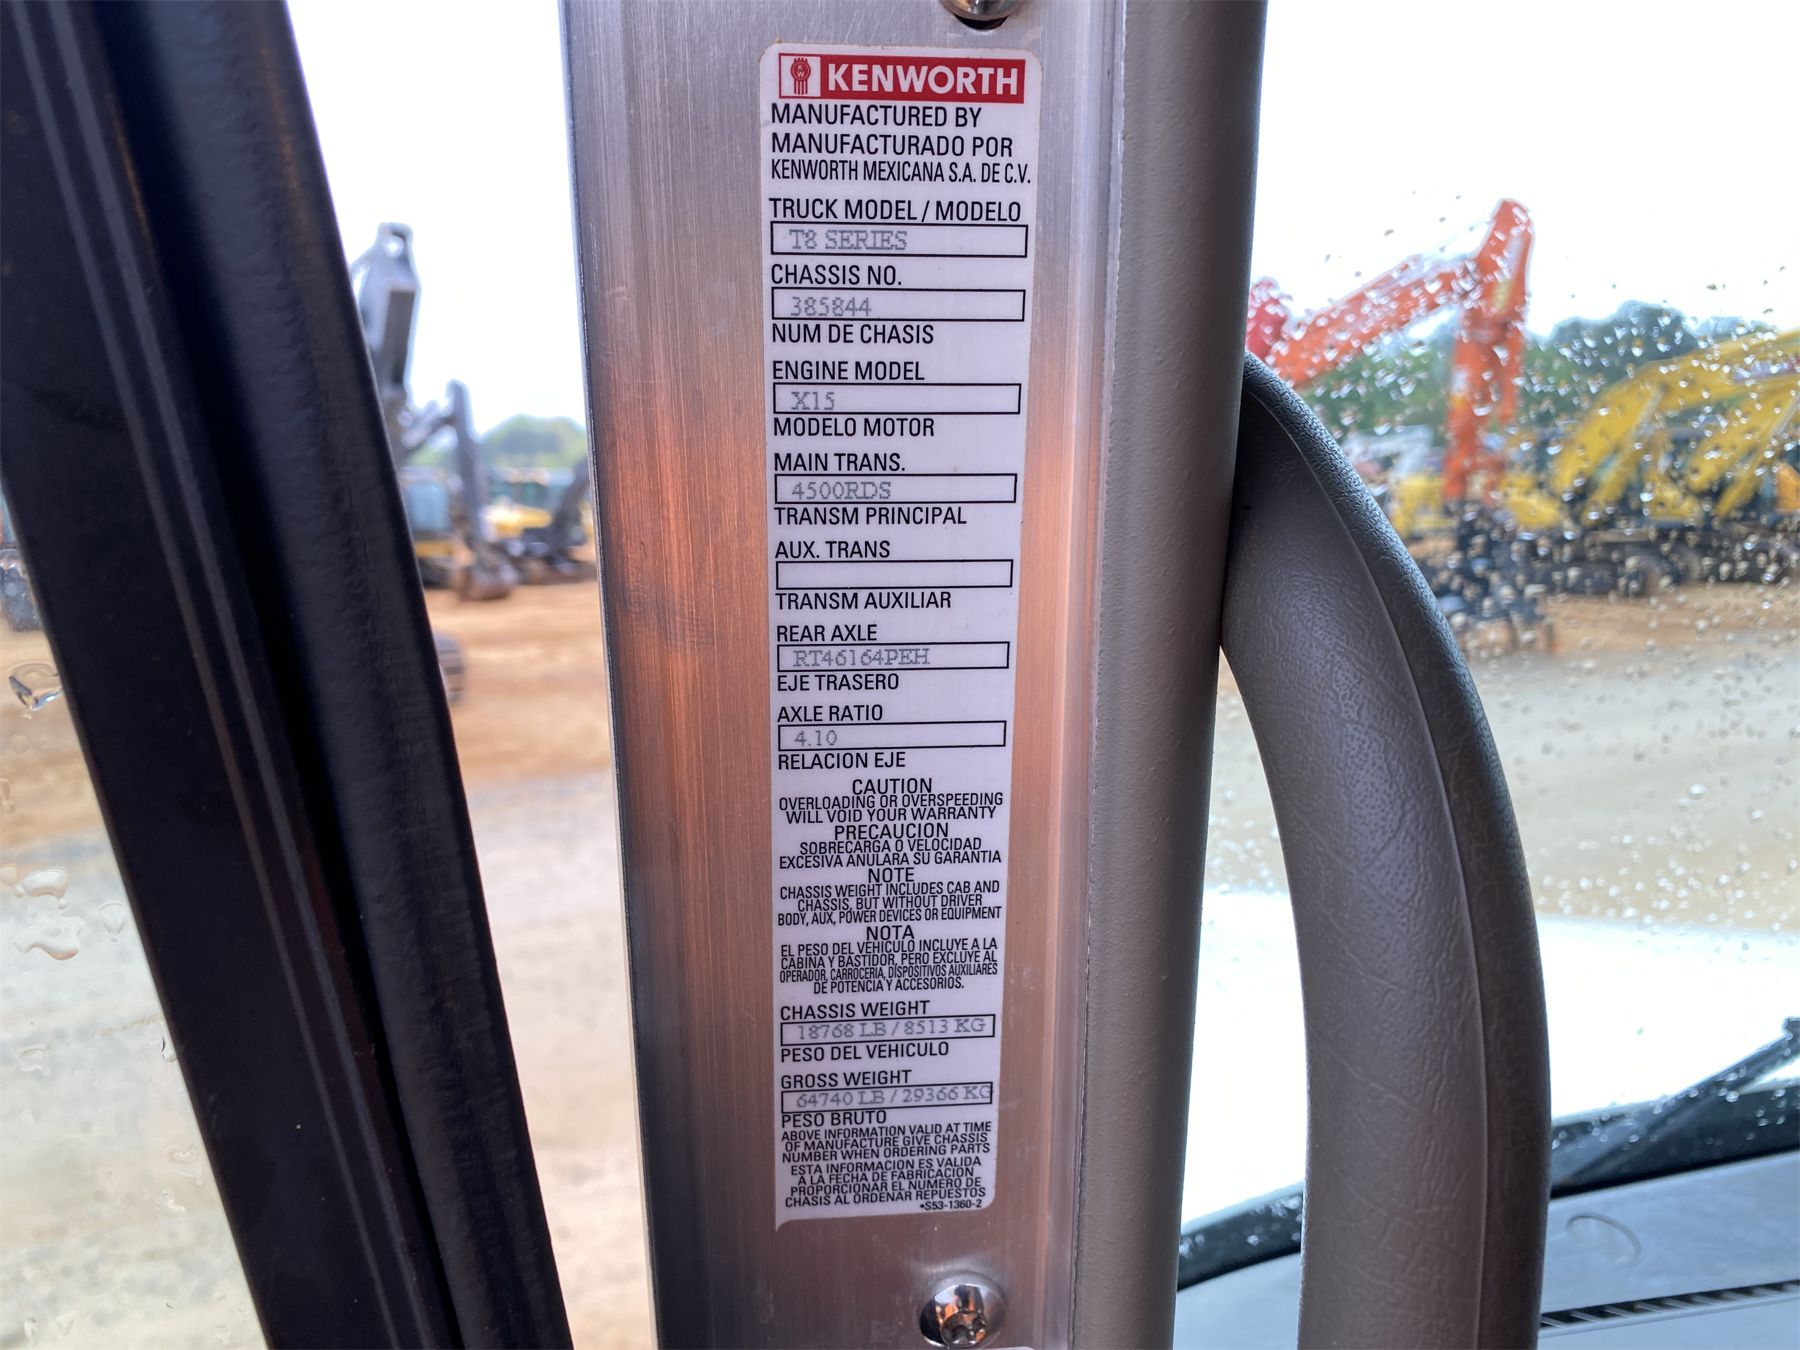 KENWORTH
MANUFACTURED BY
MANUFACTURADO POR
KENWORTH MEXICANA S.A. DE C.V.
TRUCK MODEL / MODELO
T8 SERIES
CHASSIS NO.
385844
NUM DE CHASIS
ENGINE MODEL
X15
MODELO MOTOR
MAIN TRANS.
4500RDS
TRANSM PRINCIPAL
AUX. TRANS
TRANSM AUXILIAR
REAR AXLE
RT46164PEH
EJE TRASERO
AXLE RATIO
4.10
RELACION EJE
CAUTION
OVERLOADING OR OVERSPEEDING
WILL VOID YOUR WARRANTY
PRECAUCION
SOBRECARGA O VELOCIDAD
EXCESIVA ANULARA SU GARANTIA
NOTE
CHASSIS WEIGHT INCLUDES CAB AND
CHASSIS, BUT WITHOUT DRIVER
BODY, AUX, POWER DEVICES OR EQUIPMENT
NOTA
EL PESO DEL VEHICULO INCLUYE A LA
CABINA Y BASTIDOR, PERO EXCLUYE AL
OPERADOR, CARROCERIA, DISPOSITIVOS AUXILIARES
DE POTENCIA Y ACCESORIOS.
CHASSIS WEIGHT
18768 LB / 8513 KG
PESO DEL VEHICULO
GROSS WEIGHT
64740 LB / 29366 KG
PESO BRUTO
ABOVE INFORMATION VALID AT TIME
OF MANUFACTURE GIVE CHASSIS
NUMBER WHEN ORDERING PARTS
ESTA INFORMACION ES VALIDA
A LA FECHA DE FABRICACION
PROPORCIONAR EL NUMERO DE
CHASIS AL ORDENAR REPUESTOS
•S53-1360-2